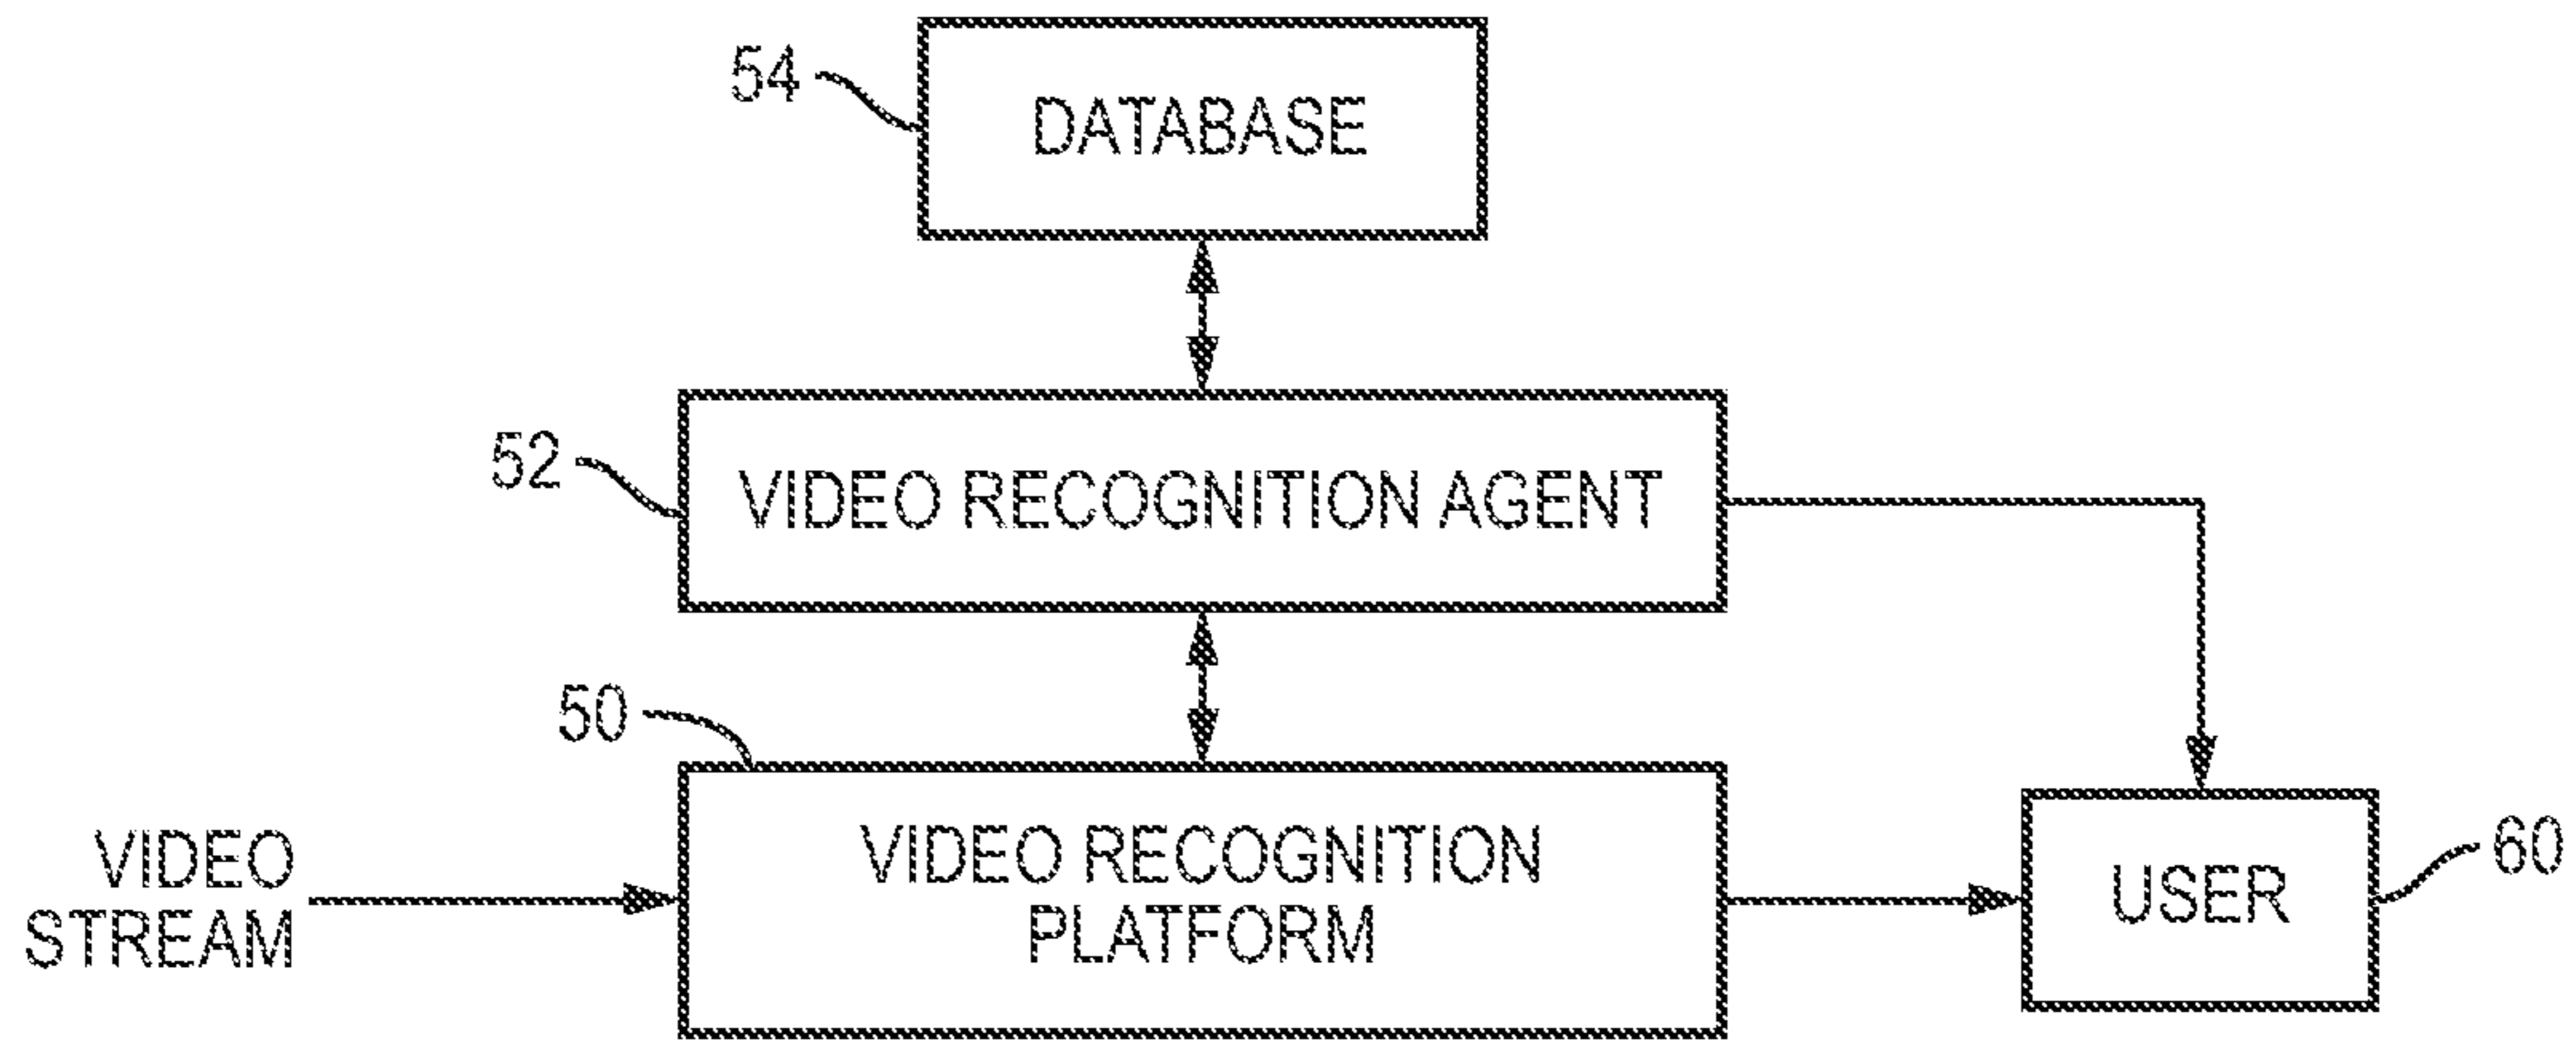 54
DATABASE
52
VIDEO RECOGNITION AGENT
50
VIDEO
STREAM
VIDEO RECOGNITION
PLATFORM
USER
60